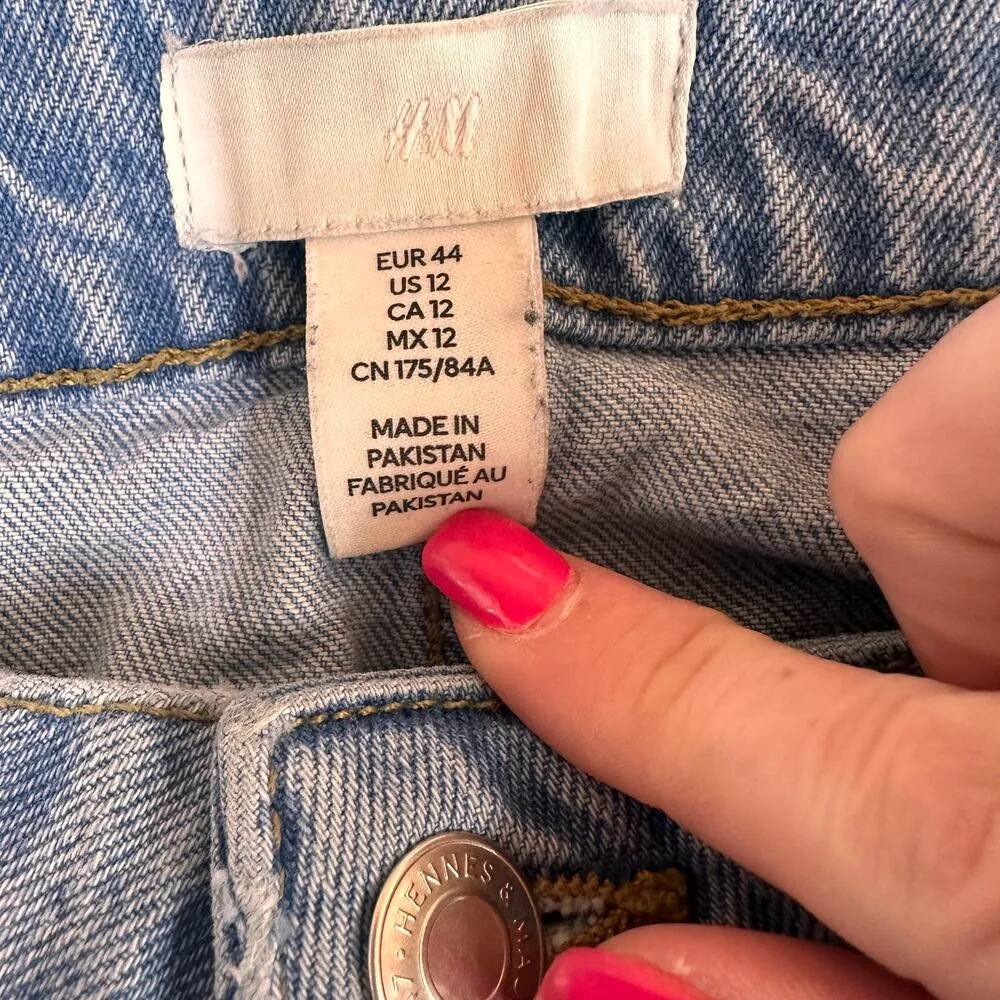 H&M
EUR 44
US 12
CA 12
MX 12
CN 175/84A
MADE IN
PAKISTAN
FABRIQUÉ AU
PAKISTAN
HENNES &